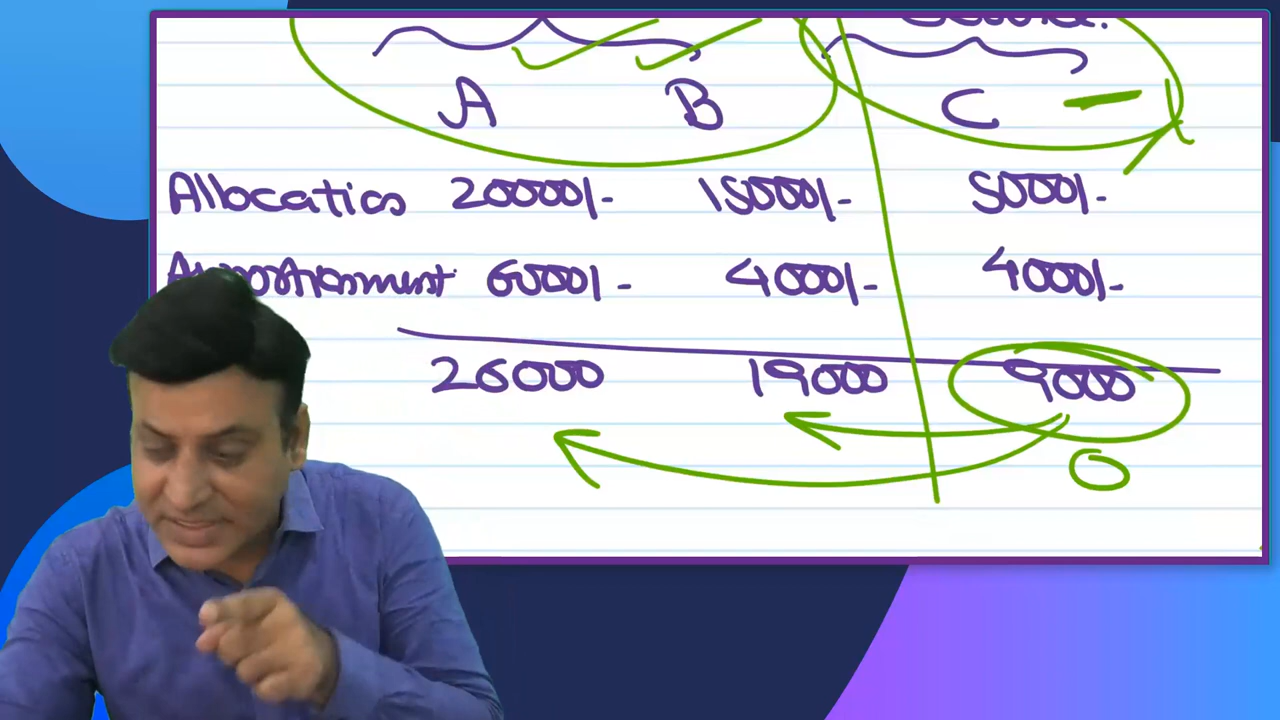 A B C
Allocation 20000/- 15000/- 5000/-
Apportionment 6000/- 4000/- 4000/-
26000 19000 9000
0